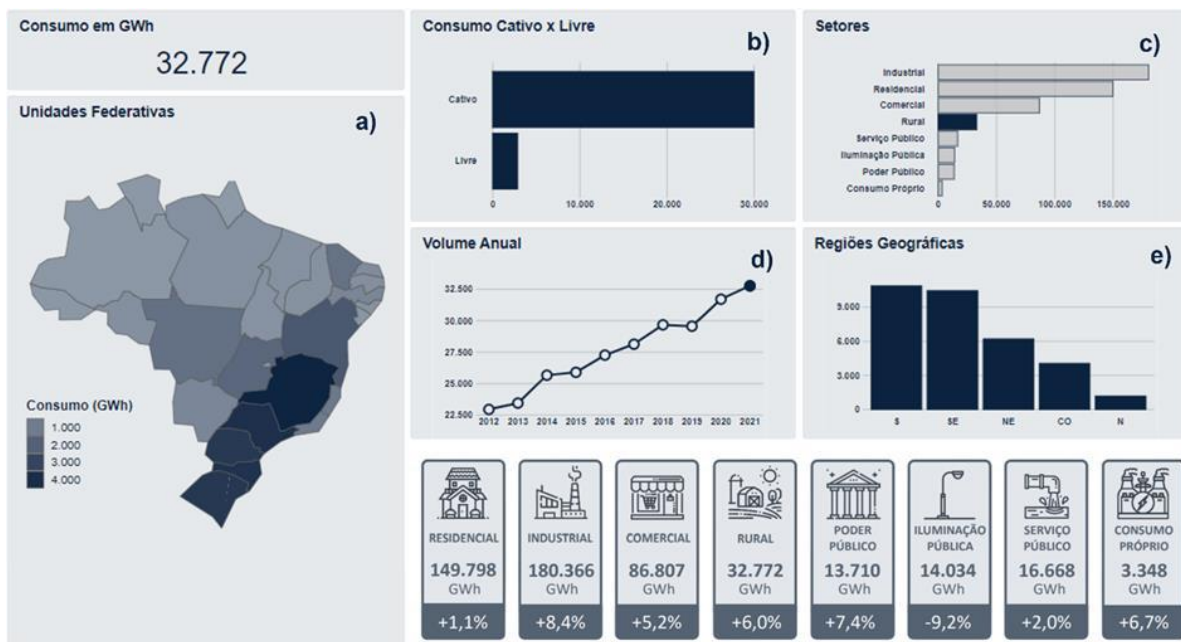 Consumo em GWh
32.772
Unidades Federativas
a)
Consumo (GWh)
1.000
2.000
3.000
4.000
Consumo Cativo x Livre
b)
Cativo
Livre
0 10.000 20.000 30.000
Setores
c)
Industrial
Residencial
Comercial
Rural
Serviço Público
Iluminação Pública
Poder Público
Consumo Próprio
0 50.000 100.000 150.000
Volume Anual
d)
32.500
30.000
27.500
25.000
22.500
2012 2013 2014 2015 2016 2017 2018 2019 2020 2021
Regiões Geográficas
e)
9.000
6.000
3.000
0
S SE NE CO N
RESIDENCIAL
149.798
GWh
+1,1%
INDUSTRIAL
180.366
GWh
+8,4%
COMERCIAL
86.807
GWh
+5,2%
RURAL
32.772
GWh
+6,0%
PODER
PÚBLICO
13.710
GWh
+7,4%
ILUMINAÇÃO
PÚBLICA
14.034
GWh
-9,2%
SERVIÇO
PÚBLICO
16.668
GWh
+2,0%
CONSUMO
PRÓPRIO
3.348
GWh
+6,7%